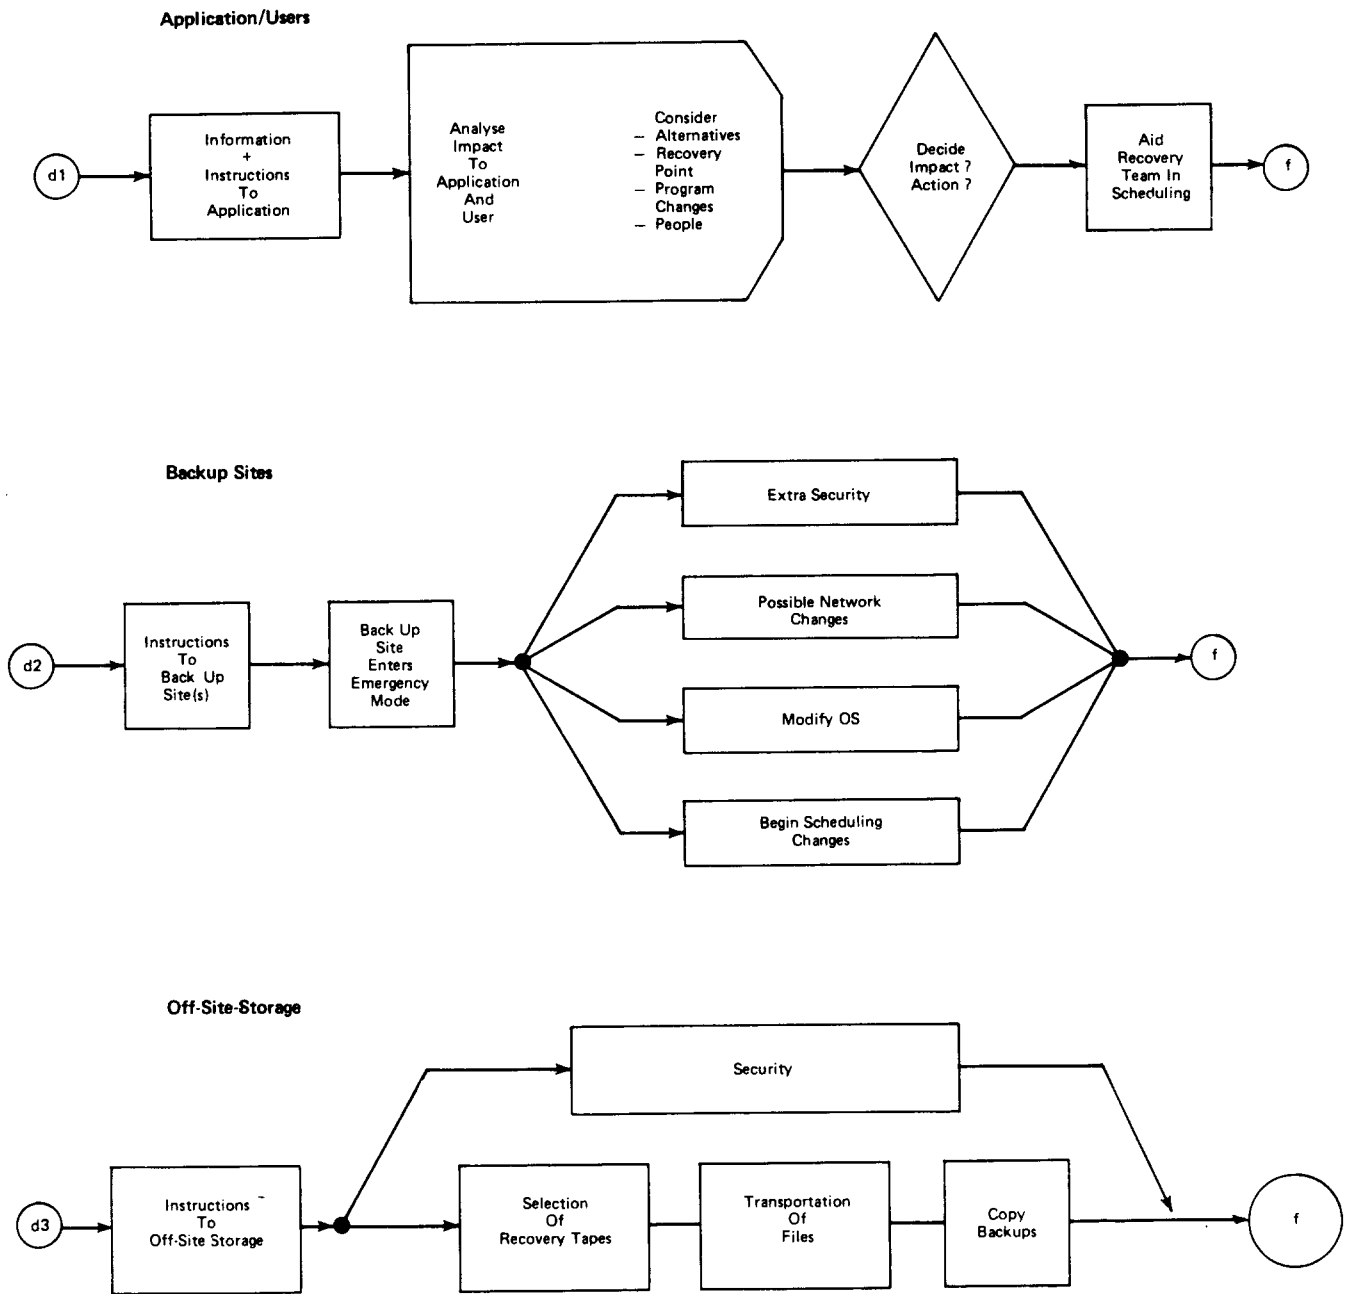 Application/Users
d1
Information
+
Instructions
To
Application
Analyse
Impact
To
Application
And
User
Consider
– Alternatives
– Recovery
Point
– Program
Changes
– People
Decide
Impact ?
Action ?
Aid
Recovery
Team In
Scheduling
f
Backup Sites
d2
Instructions
To
Back Up
Site(s)
Back Up
Site
Enters
Emergency
Mode
Extra Security
Possible Network
Changes
Modify OS
Begin Scheduling
Changes
f
Off-Site-Storage
d3
Instructions
To
Off-Site Storage
Security
Selection
Of
Recovery Tapes
Transportation
Of
Files
Copy
Backups
f